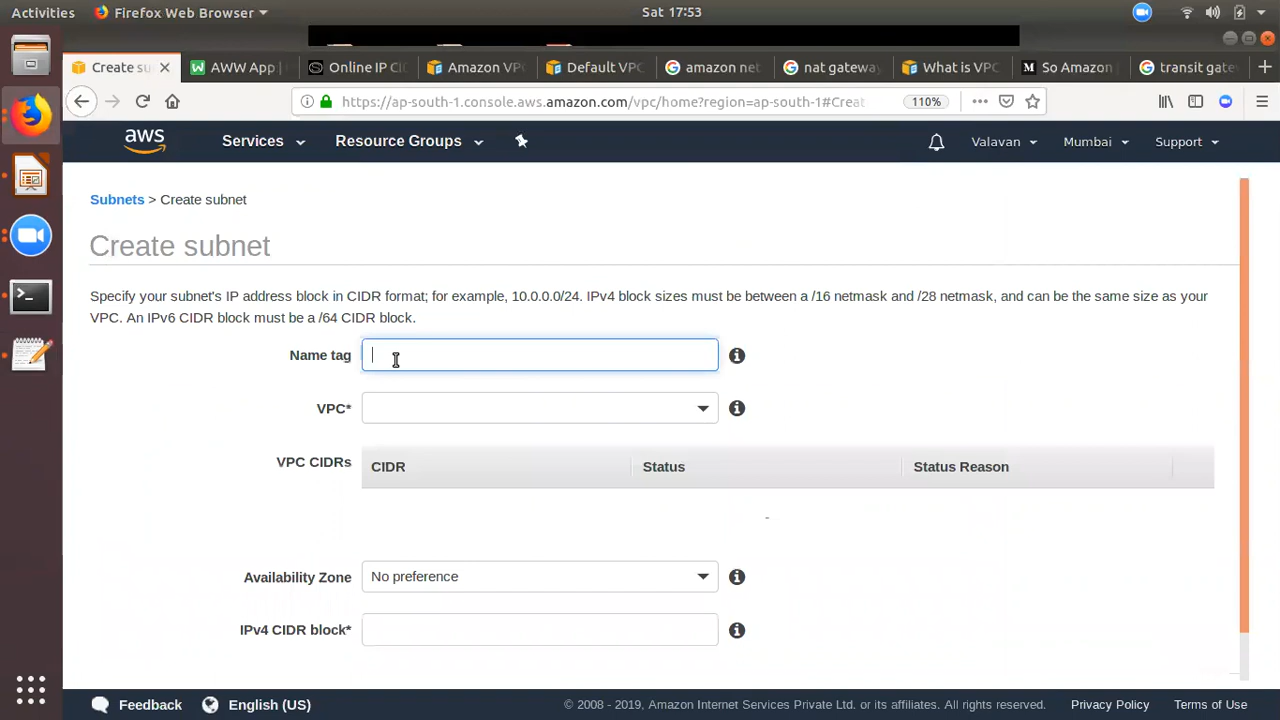 Activities Firefox Web Browser Sat 17:53
Create su AWW App | Online IP CI Amazon VP Default VPC amazon net nat gateway What is VPC So Amazon transit gate
https://ap-south-1.console.aws.amazon.com/vpc/home?region=ap-south-1#Creat 110%
aws Services Resource Groups Valavan Mumbai Support
Subnets > Create subnet
Create subnet
Specify your subnet's IP address block in CIDR format; for example, 10.0.0.0/24. IPv4 block sizes must be between a /16 netmask and /28 netmask, and can be the same size as your
VPC. An IPv6 CIDR block must be a /64 CIDR block.
Name tag
VPC*
VPC CIDRs CIDR Status Status Reason
-
Availability Zone No preference
IPv4 CIDR block*
Feedback English (US) © 2008 - 2019, Amazon Internet Services Private Ltd. or its affiliates. All rights reserved. Privacy Policy Terms of Use